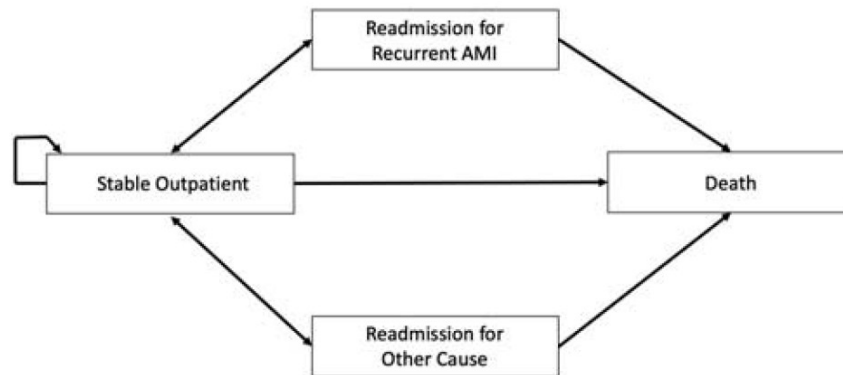 Readmission for
Recurrent AMI
Stable Outpatient
Death
Readmission for
Other Cause